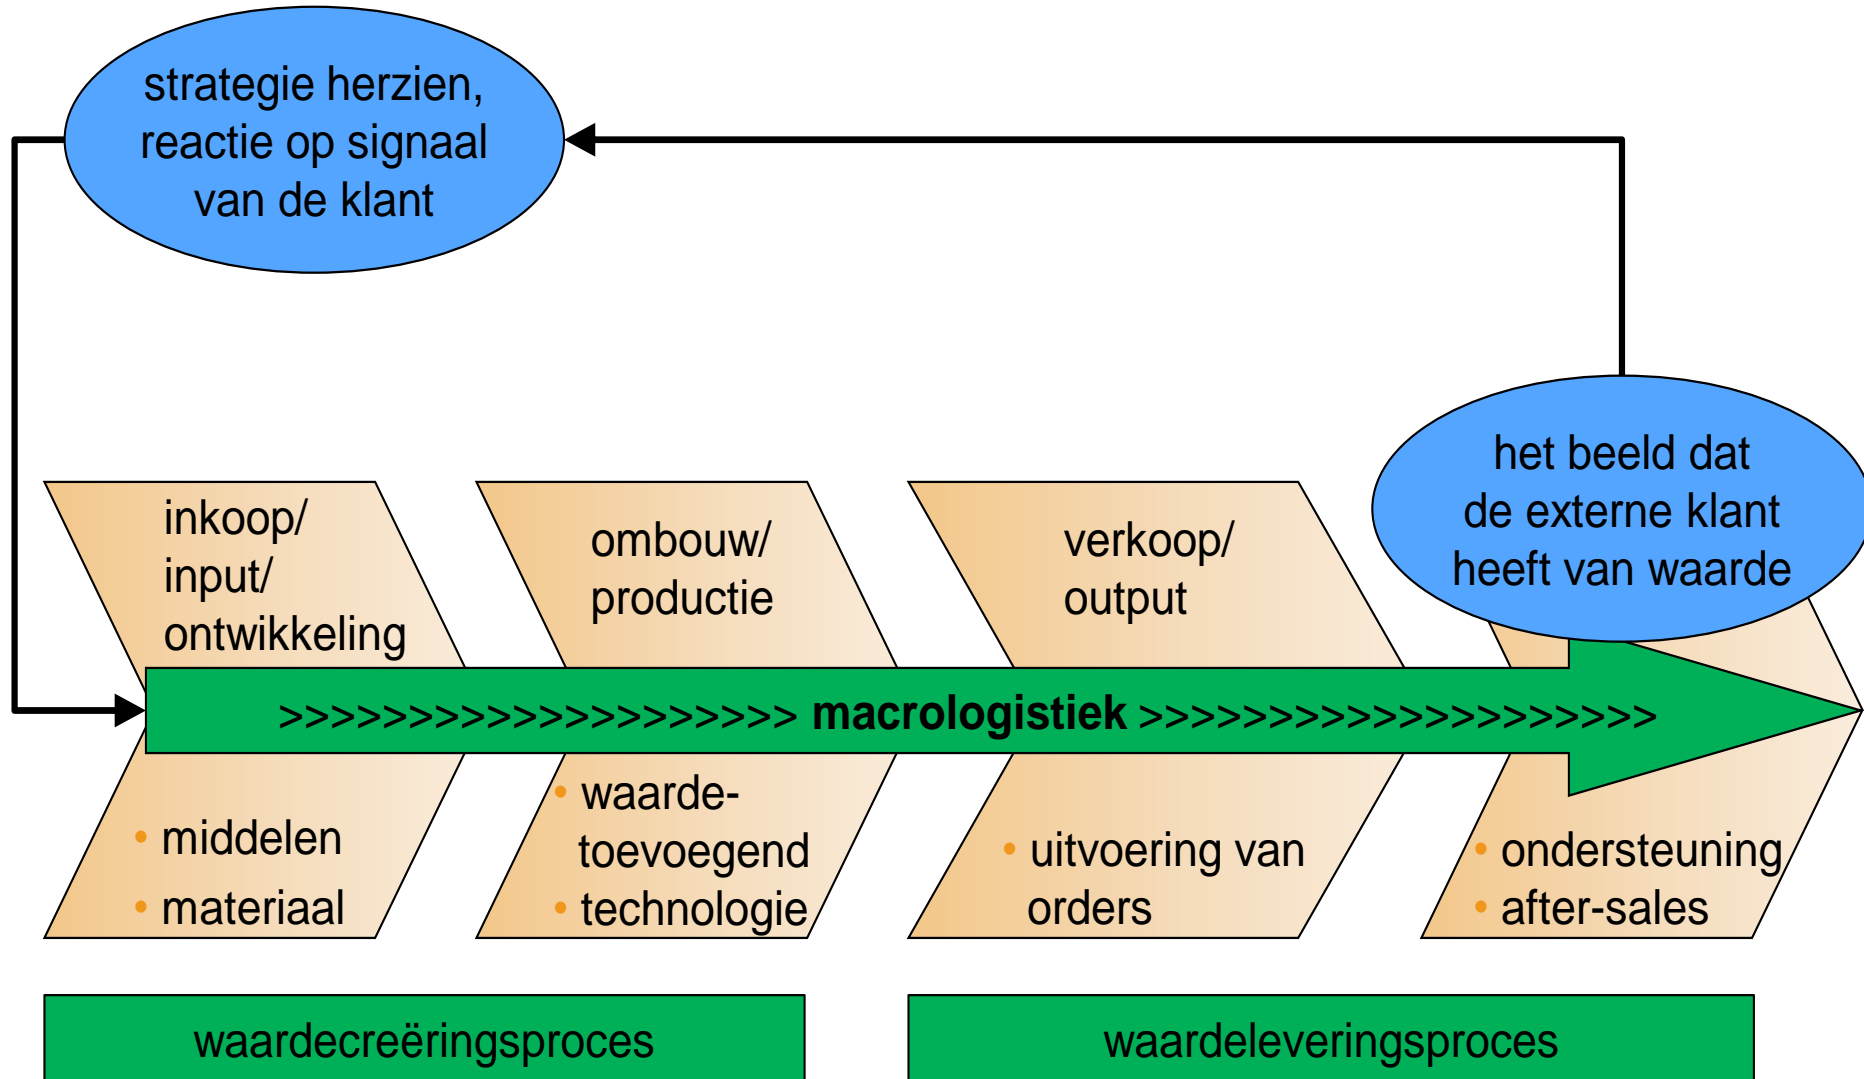 strategie herzien,
reactie op signaal
van de klant
het beeld dat
de externe klant
heeft van waarde
inkoop/
input/
ontwikkeling
ombouw/
productie
verkoop/
output
>>>>>>>>>>>>>>>>>>>> macrologistiek >>>>>>>>>>>>>>>>>>>>
• middelen
• materiaal
• waarde-
toevoegend
• technologie
• uitvoering van
orders
• ondersteuning
• after-sales
waardecreëringsproces
waardeleveringsproces